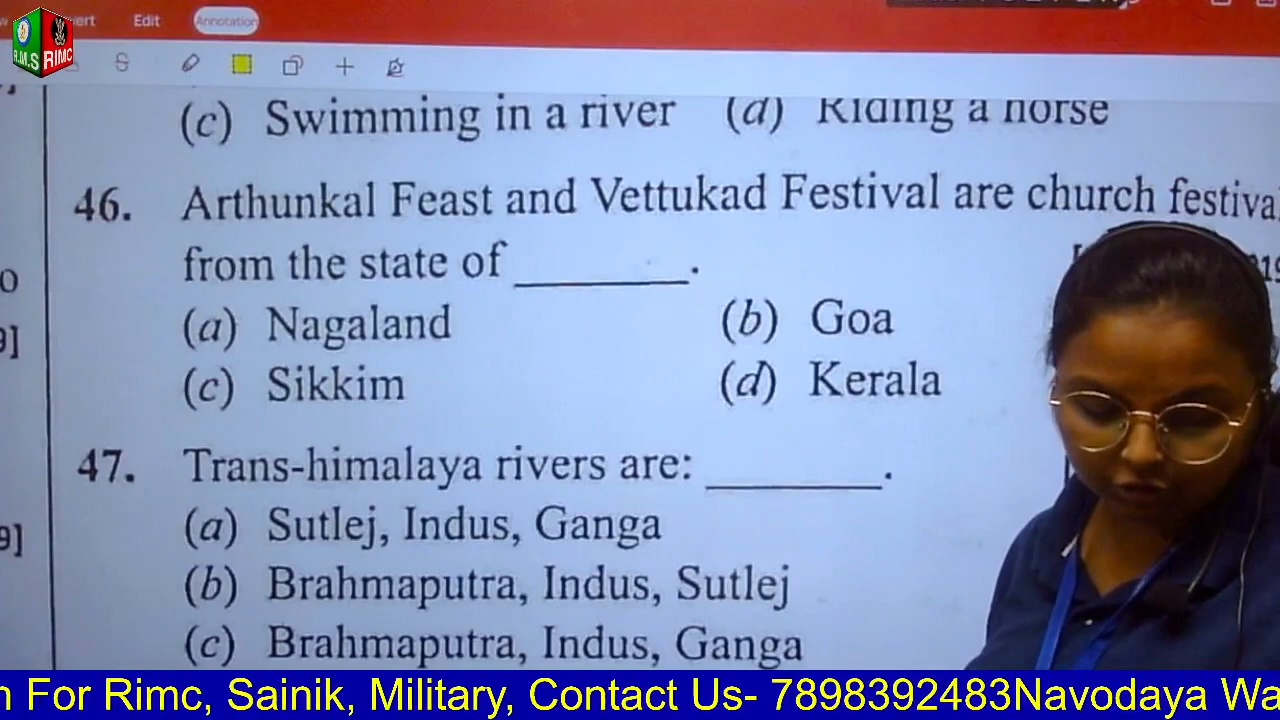 Edit Annotation
R.M.S RIMC
(c) Swimming in a river (d) Riding a horse
46. Arthunkal Feast and Vettukad Festival are church festiva
from the state of ________.
(a) Nagaland (b) Goa
(c) Sikkim (d) Kerala
47. Trans-himalaya rivers are: ________.
(a) Sutlej, Indus, Ganga
(b) Brahmaputra, Indus, Sutlej
(c) Brahmaputra, Indus, Ganga
For Rimc, Sainik, Military, Contact Us- 7898392483Navodaya Wa